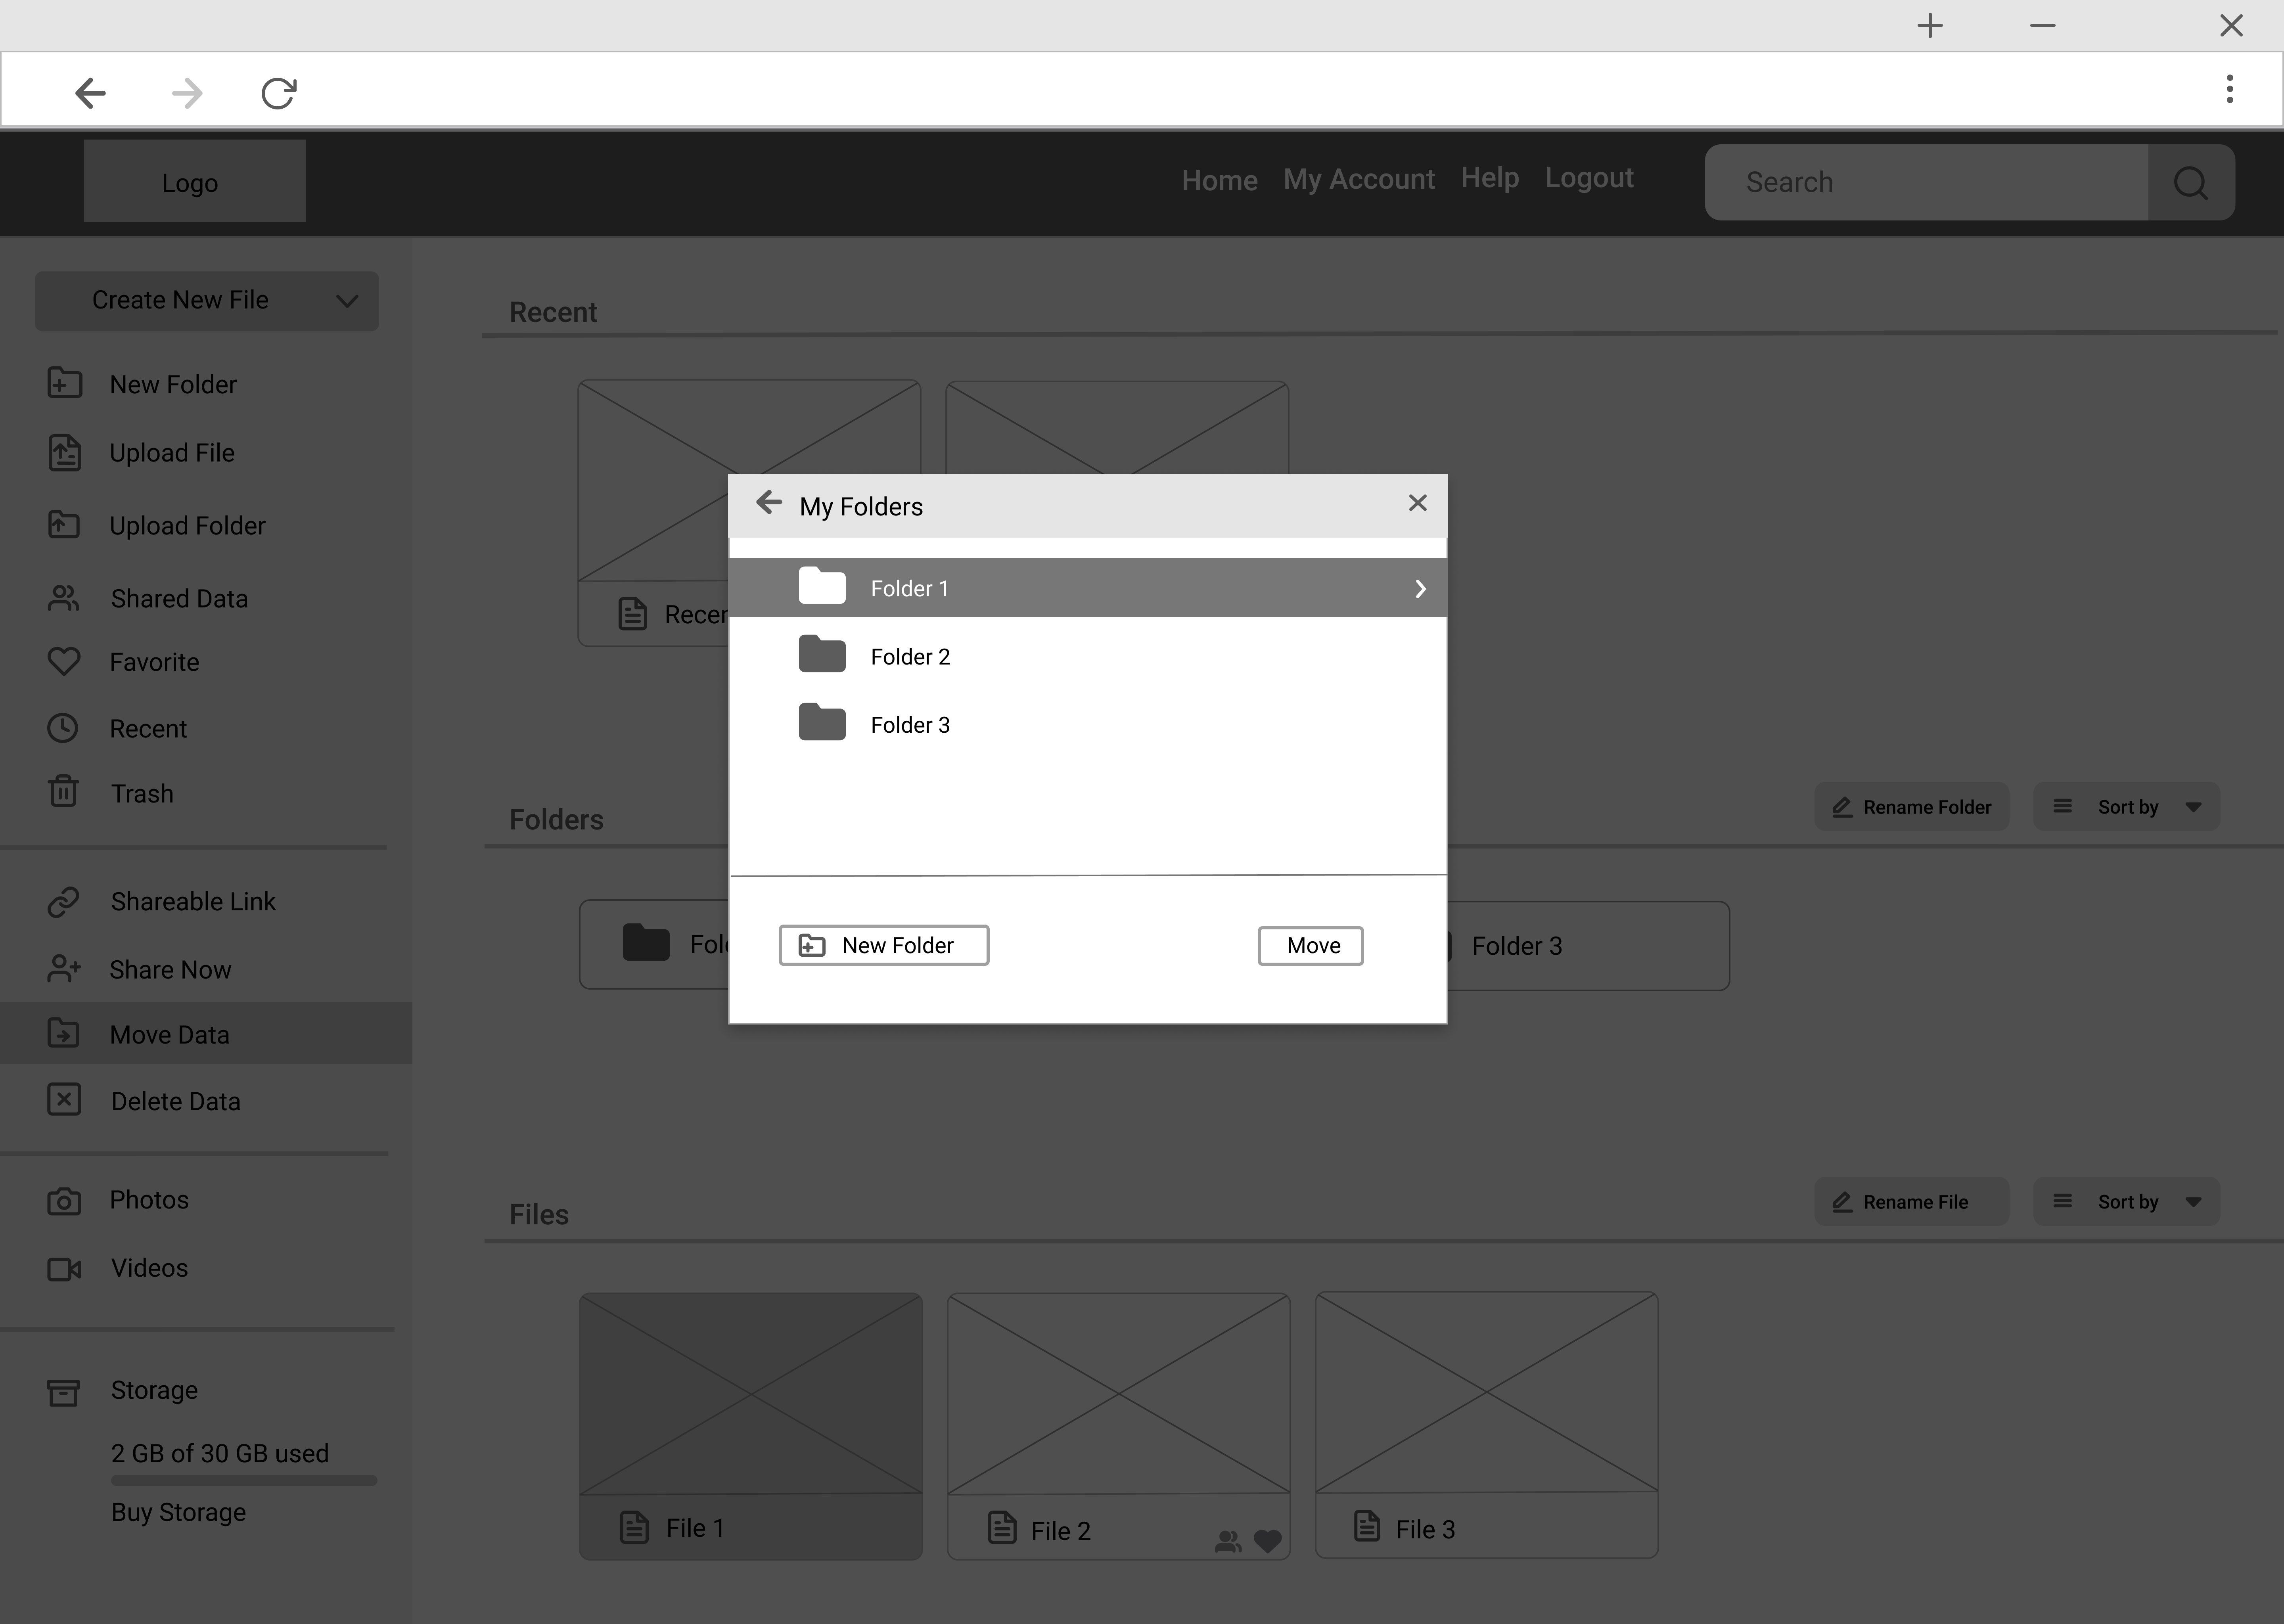 Logo
Home
My Account
Help
Logout
Search
Create New File
New Folder
Upload File
Upload Folder
Shared Data
Favorite
Recent
Trash
Shareable Link
Share Now
Move Data
Delete Data
Photos
Videos
Storage
2 GB of 30 GB used
Buy Storage
Recent
My Folders
Folder 1
Folder 2
Folder 3
New Folder
Move
Folders
Rename Folder
Sort by
Folder 3
Files
Rename File
Sort by
File 1
File 2
File 3